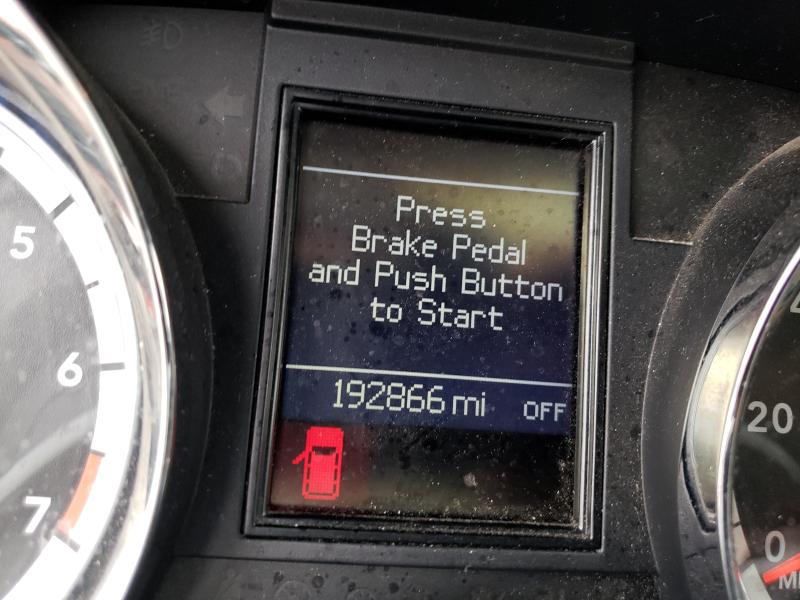 Press
Brake Pedal
and Push Button
to Start
192866 mi OFF
5
6
7
20
0